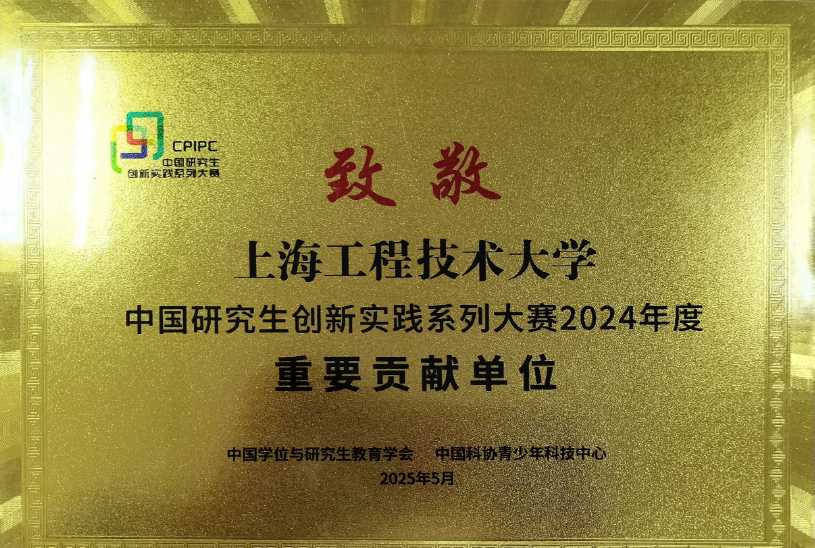 CPIPC
中国研究生
创新实践系列大赛
致敬
上海工程技术大学
中国研究生创新实践系列大赛2024年度
重要贡献单位
中国学位与研究生教育学会 中国科协青少年科技中心
2025年5月